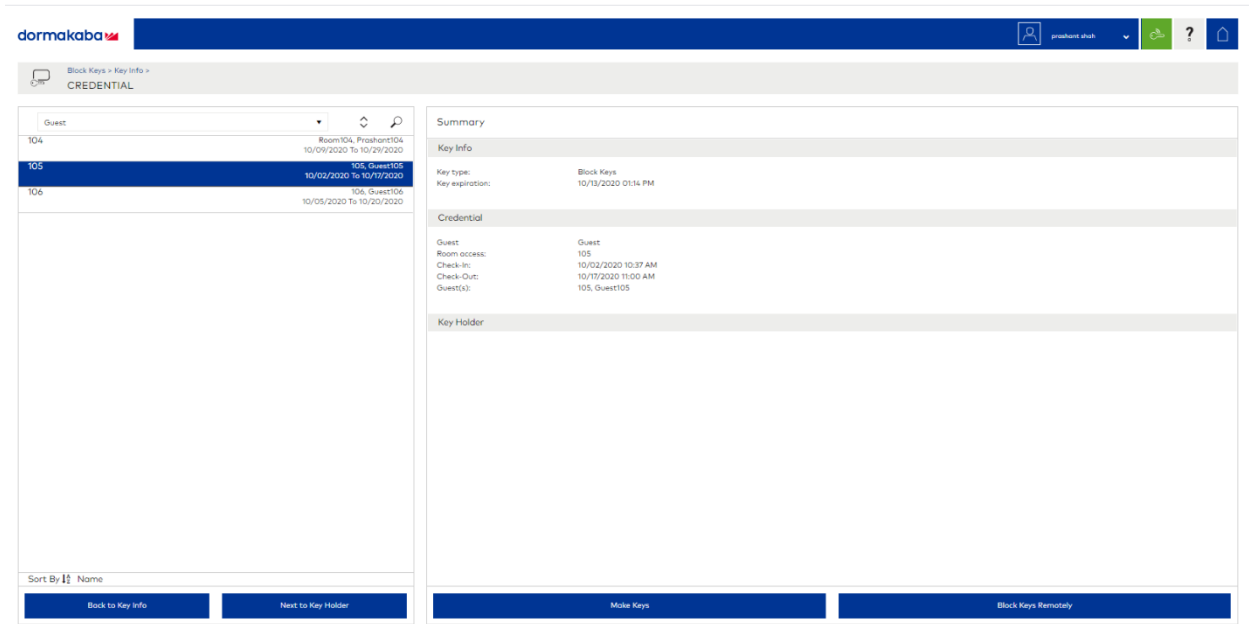 dormakaba
prashant shah
?
Block Keys > Key Info >
CREDENTIAL
Guest
104 Room104, Prashant104
10/09/2020 To 10/29/2020
105 105, Guest105
10/02/2020 To 10/17/2020
106 106, Guest106
10/05/2020 To 10/20/2020
Sort By Name
Back to Key Info
Next to Key Holder
Summary
Key Info
Key type: Block Keys
Key expiration: 10/13/2020 01:14 PM
Credential
Guest Guest
Room access: 105
Check-In: 10/02/2020 10:37 AM
Check-Out: 10/17/2020 11:00 AM
Guest(s): 105, Guest105
Key Holder
Make Keys
Block Keys Remotely